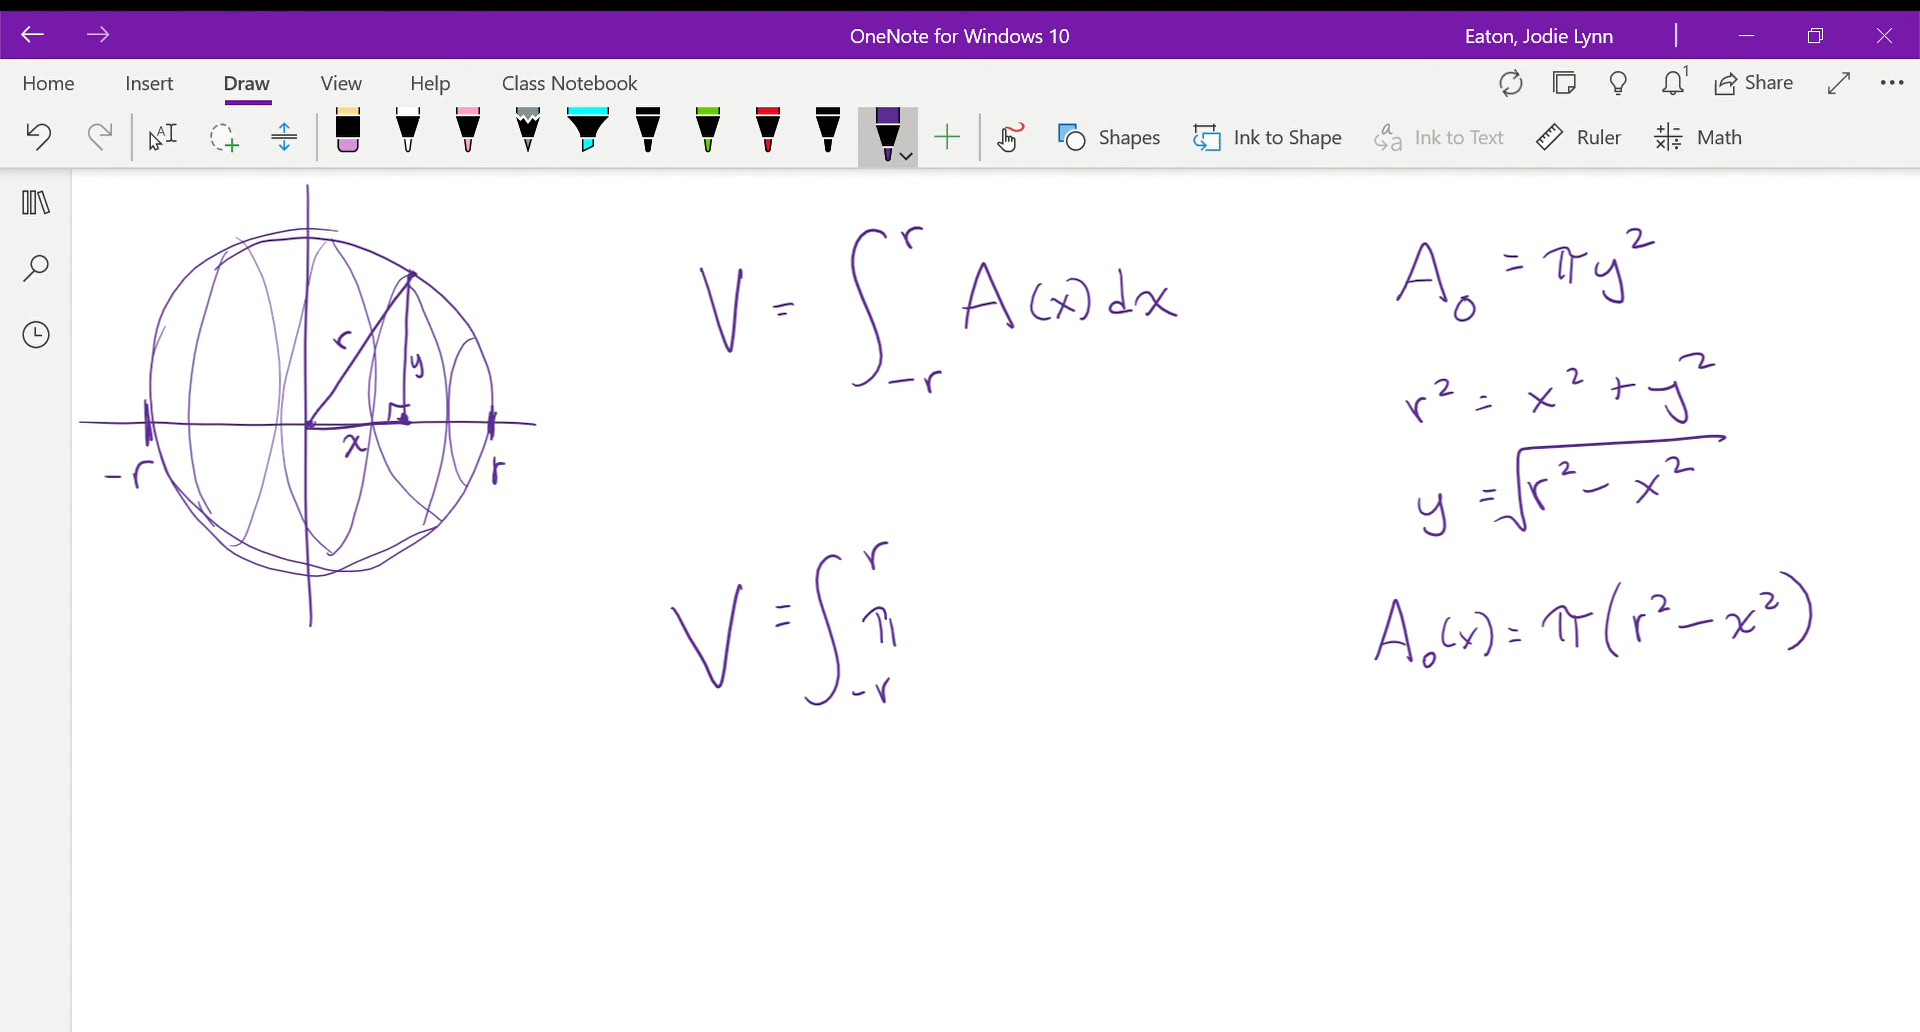 OneNote for Windows 10
Eaton, Jodie Lynn
Home Insert Draw View Help Class Notebook
1
Share
Shapes Ink to Shape Ink to Text Ruler Math
r
y
x
-r
r
V = ∫_{-r}^{r} A(x)dx
V = ∫_{-r}^{r} π
A₀ = πy²
r² = x² + y²
y = √(r² - x²)
A₀(x) = π(r² - x²)